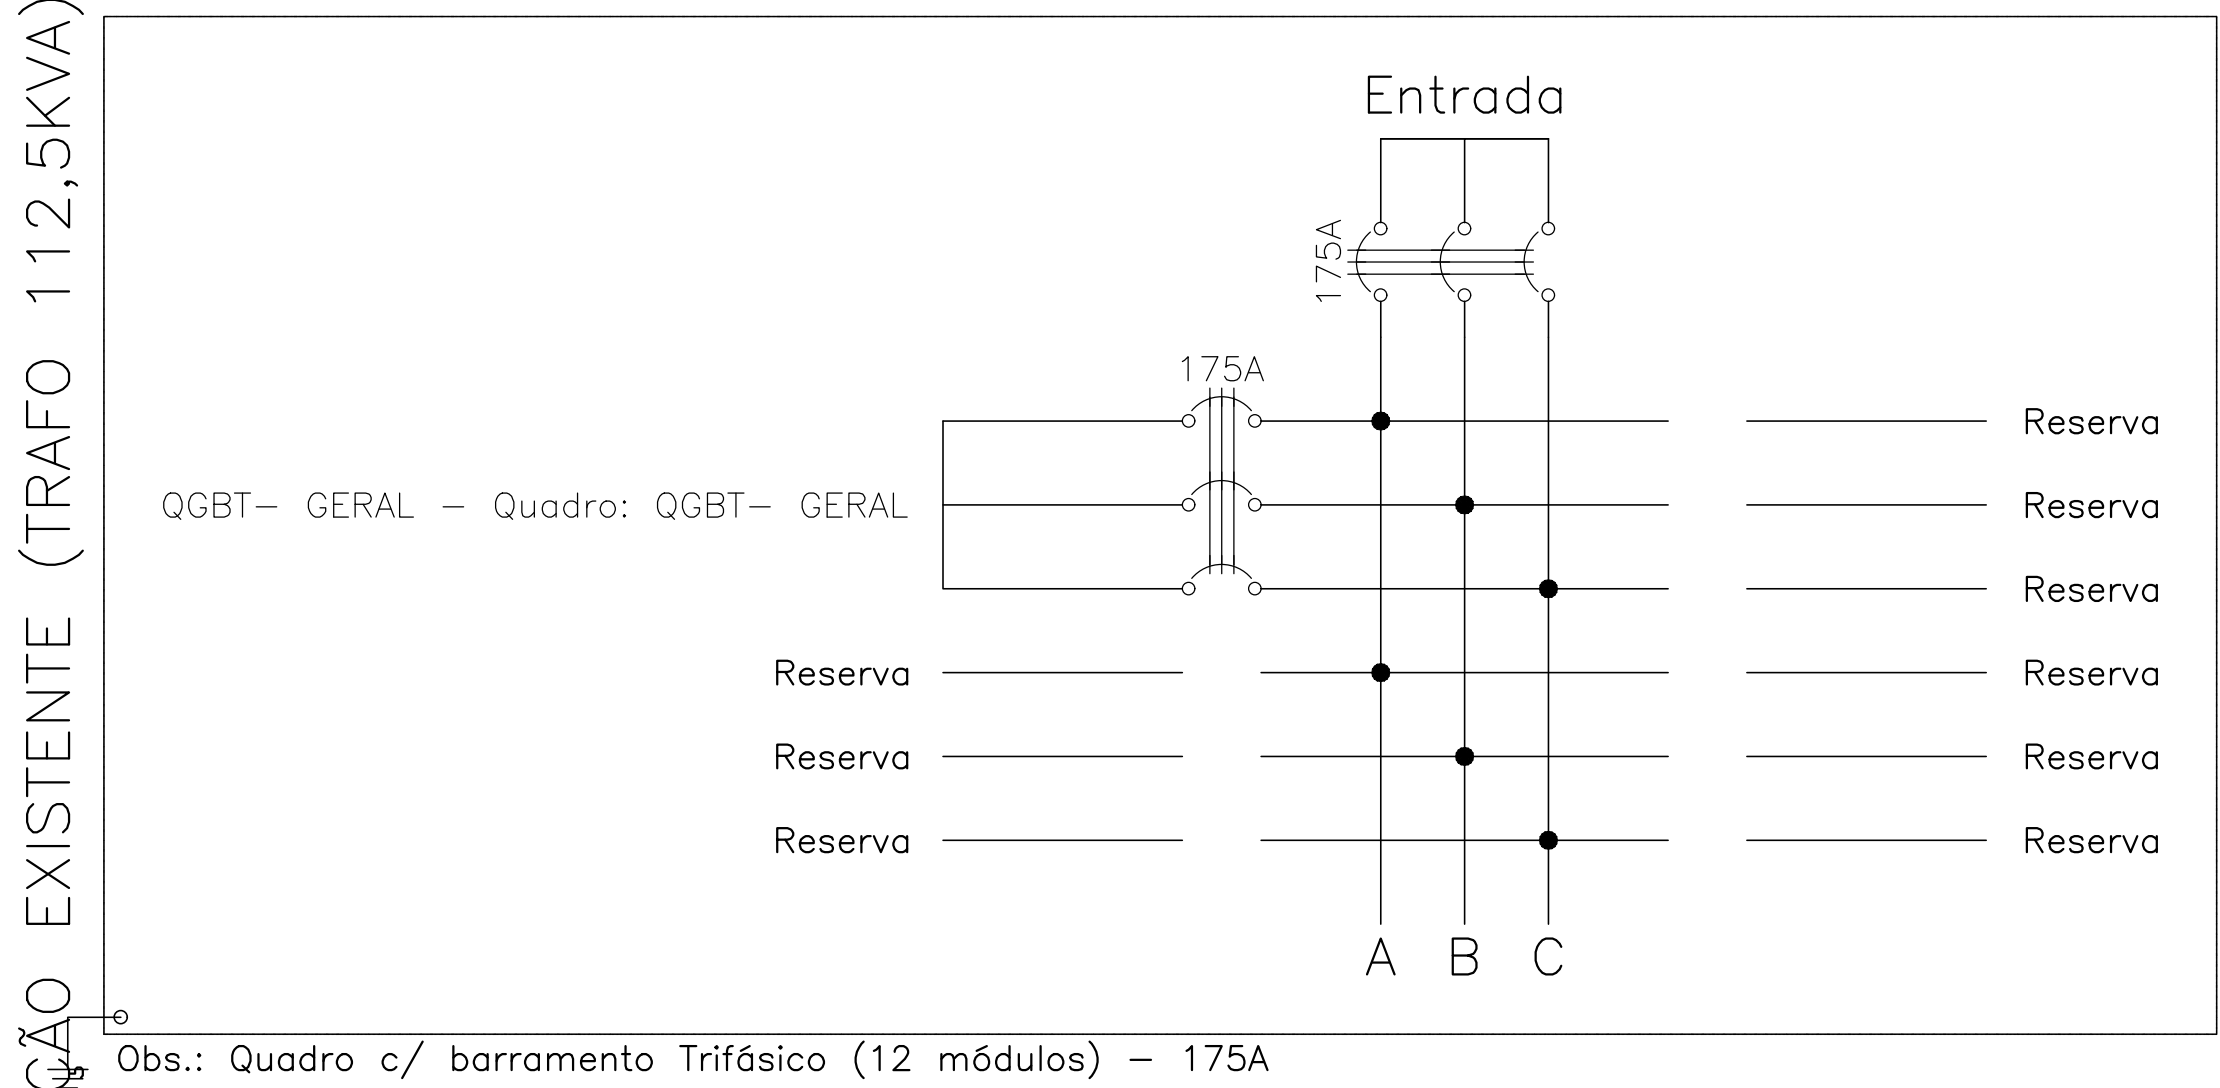 ÇÃO EXISTENTE (TRAFO 112,5KVA)
Entrada
175A
175A
Reserva
QGBT- GERAL - Quadro: QGBT- GERAL
Reserva
Reserva
Reserva
Reserva
Reserva
Reserva
Reserva
Reserva
A B C
Obs.: Quadro c/ barramento Trifásico (12 módulos) - 175A